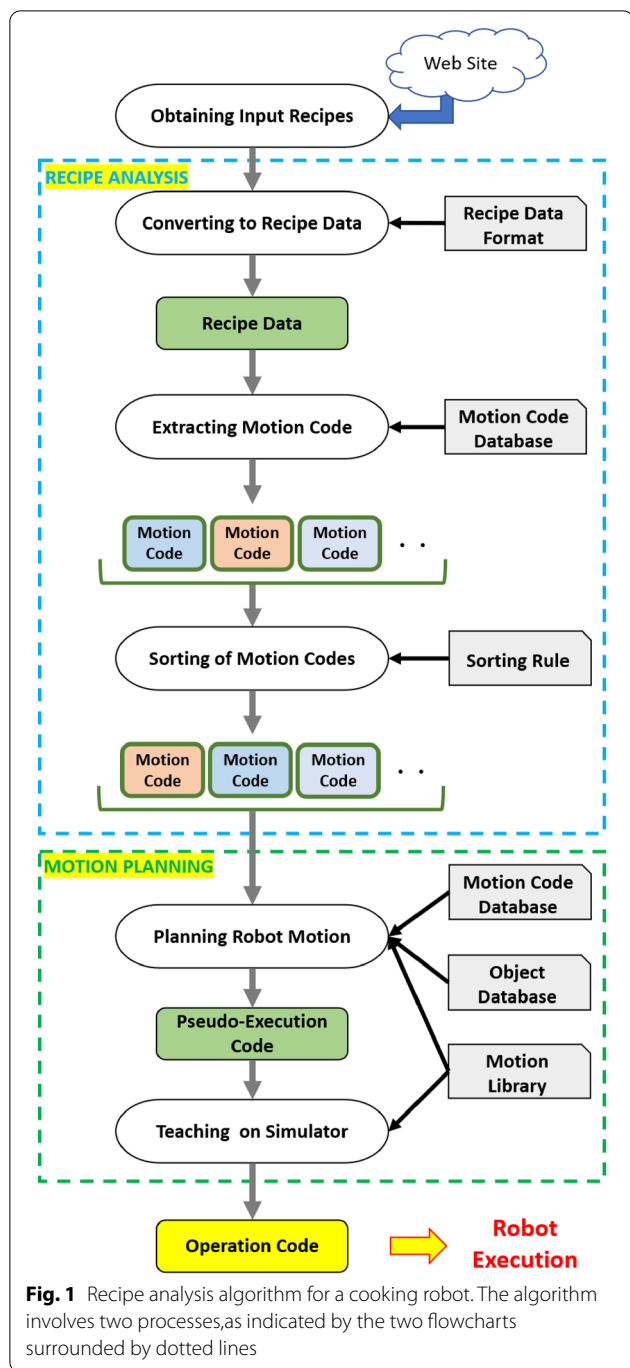 Web Site
Obtaining Input Recipes
RECIPE ANALYSIS
Converting to Recipe Data
Recipe Data
Format
Recipe Data
Extracting Motion Code
Motion Code
Database
Motion
Code
Motion
Code
Motion
Code
. .
Sorting of Motion Codes
Sorting Rule
Motion
Code
Motion
Code
Motion
Code
. .
MOTION PLANNING
Motion Code
Database
Planning Robot Motion
Object
Database
Pseudo-Execution
Code
Motion
Library
Teaching on Simulator
Operation Code
Robot
Execution
Fig. 1 Recipe analysis algorithm for a cooking robot. The algorithm
involves two processes,as indicated by the two flowcharts
surrounded by dotted lines